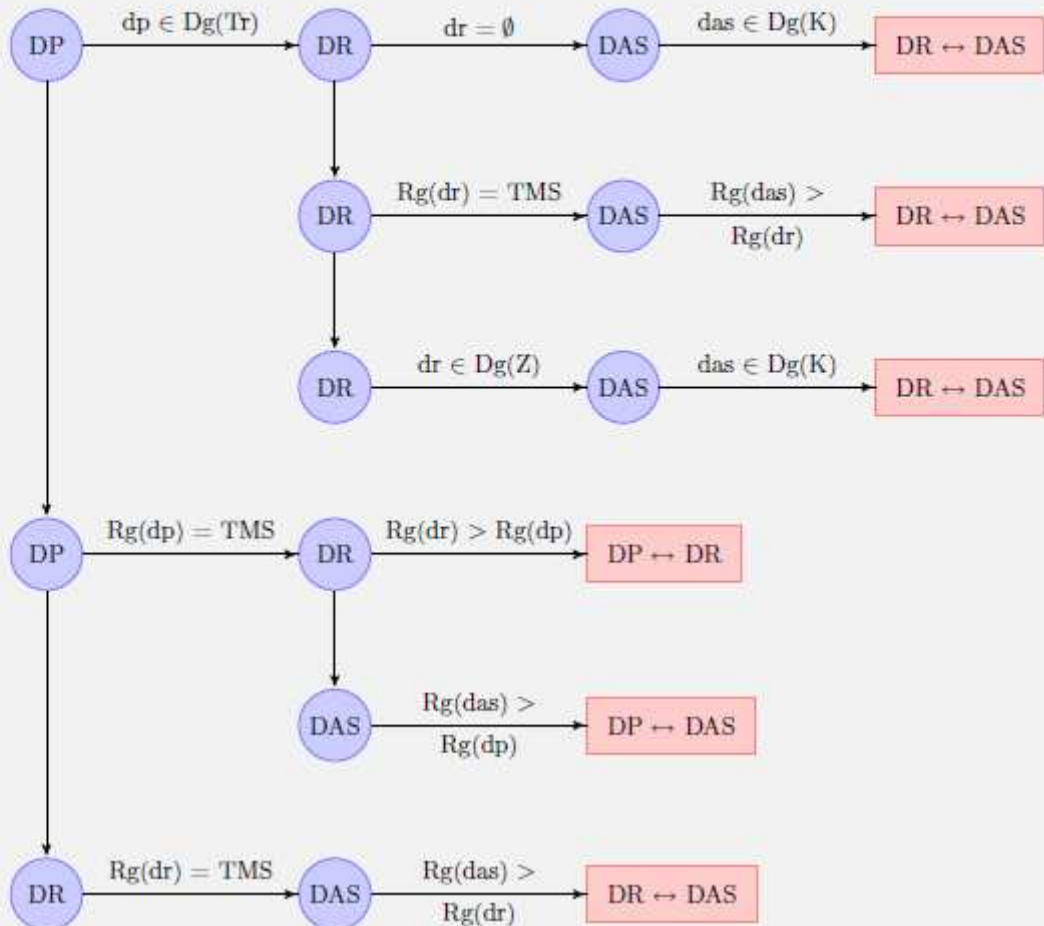 DP dp ∈ Dg(Tr) DR dr = ∅ DAS das ∈ Dg(K) DR ↔ DAS
DR Rg(dr) = TMS DAS Rg(das) > DR ↔ DAS
Rg(dr)
DR dr ∈ Dg(Z) DAS das ∈ Dg(K) DR ↔ DAS
DP Rg(dp) = TMS DR Rg(dr) > Rg(dp) DP ↔ DR
DAS Rg(das) > DP ↔ DAS
Rg(dp)
DR Rg(dr) = TMS DAS Rg(das) > DR ↔ DAS
Rg(dr)